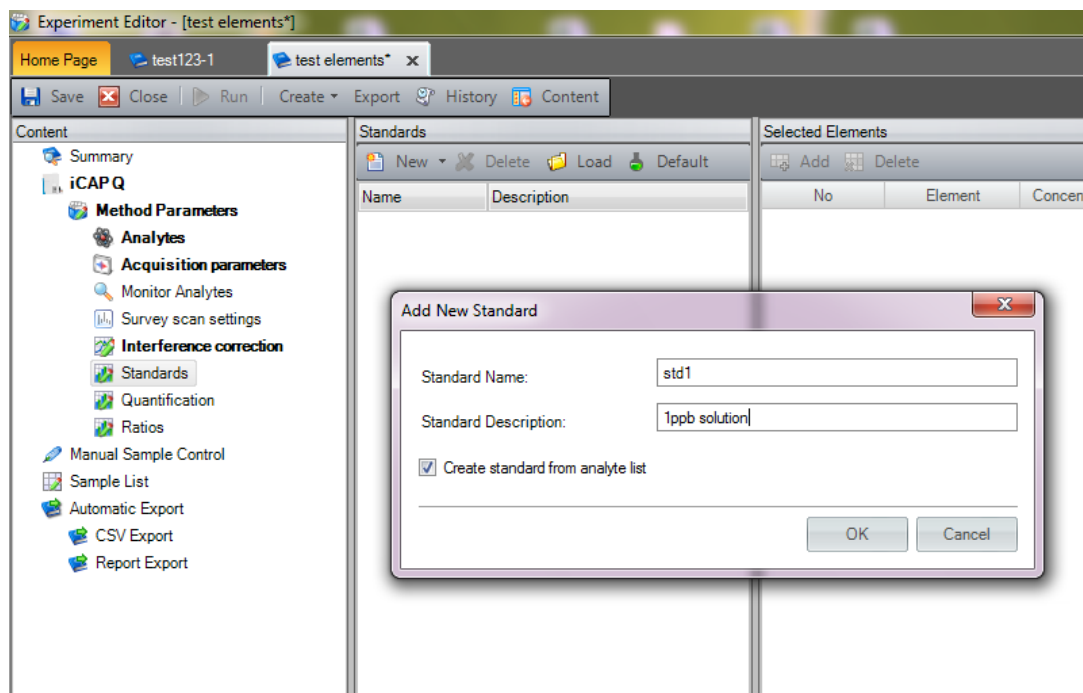 Experiment Editor - [test elements*]
Home Page test123-1 test elements* x
Save Close Run Create Export History Content
Content
Summary
iCAP Q
Method Parameters
Analytes
Acquisition parameters
Monitor Analytes
Survey scan settings
Interference correction
Standards
Quantification
Ratios
Manual Sample Control
Sample List
Automatic Export
CSV Export
Report Export
Standards
New Delete Load Default
Name Description
Selected Elements
Add Delete
No Element Concen
Add New Standard
Standard Name: std1
Standard Description: 1ppb solution
Create standard from analyte list
OK Cancel